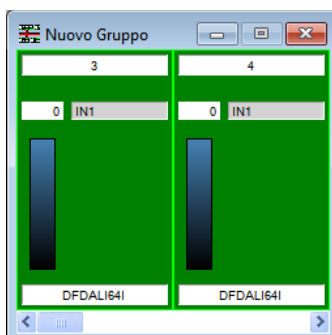 Nuovo Gruppo
3 4
0 IN1 0 IN1
DFDALI64I DFDALI64I